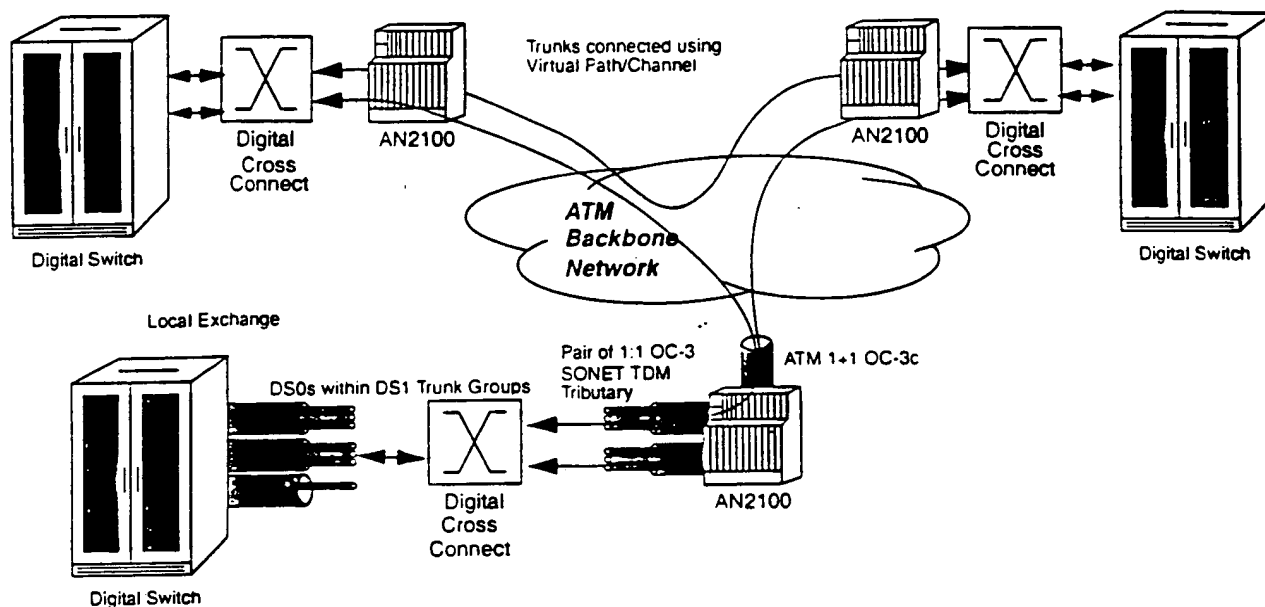 Trunks connected using
Virtual Path/Channel
AN2100
AN2100
Digital
Cross
Connect
Digital
Cross
Connect
ATM
Backbone
Network
Digital Switch
Digital Switch
Local Exchange
Pair of 1:1 OC-3
SONET TDM
Tributary
ATM 1+1 OC-3c
DS0s within DS1 Trunk Groups
AN2100
Digital
Cross
Connect
Digital Switch